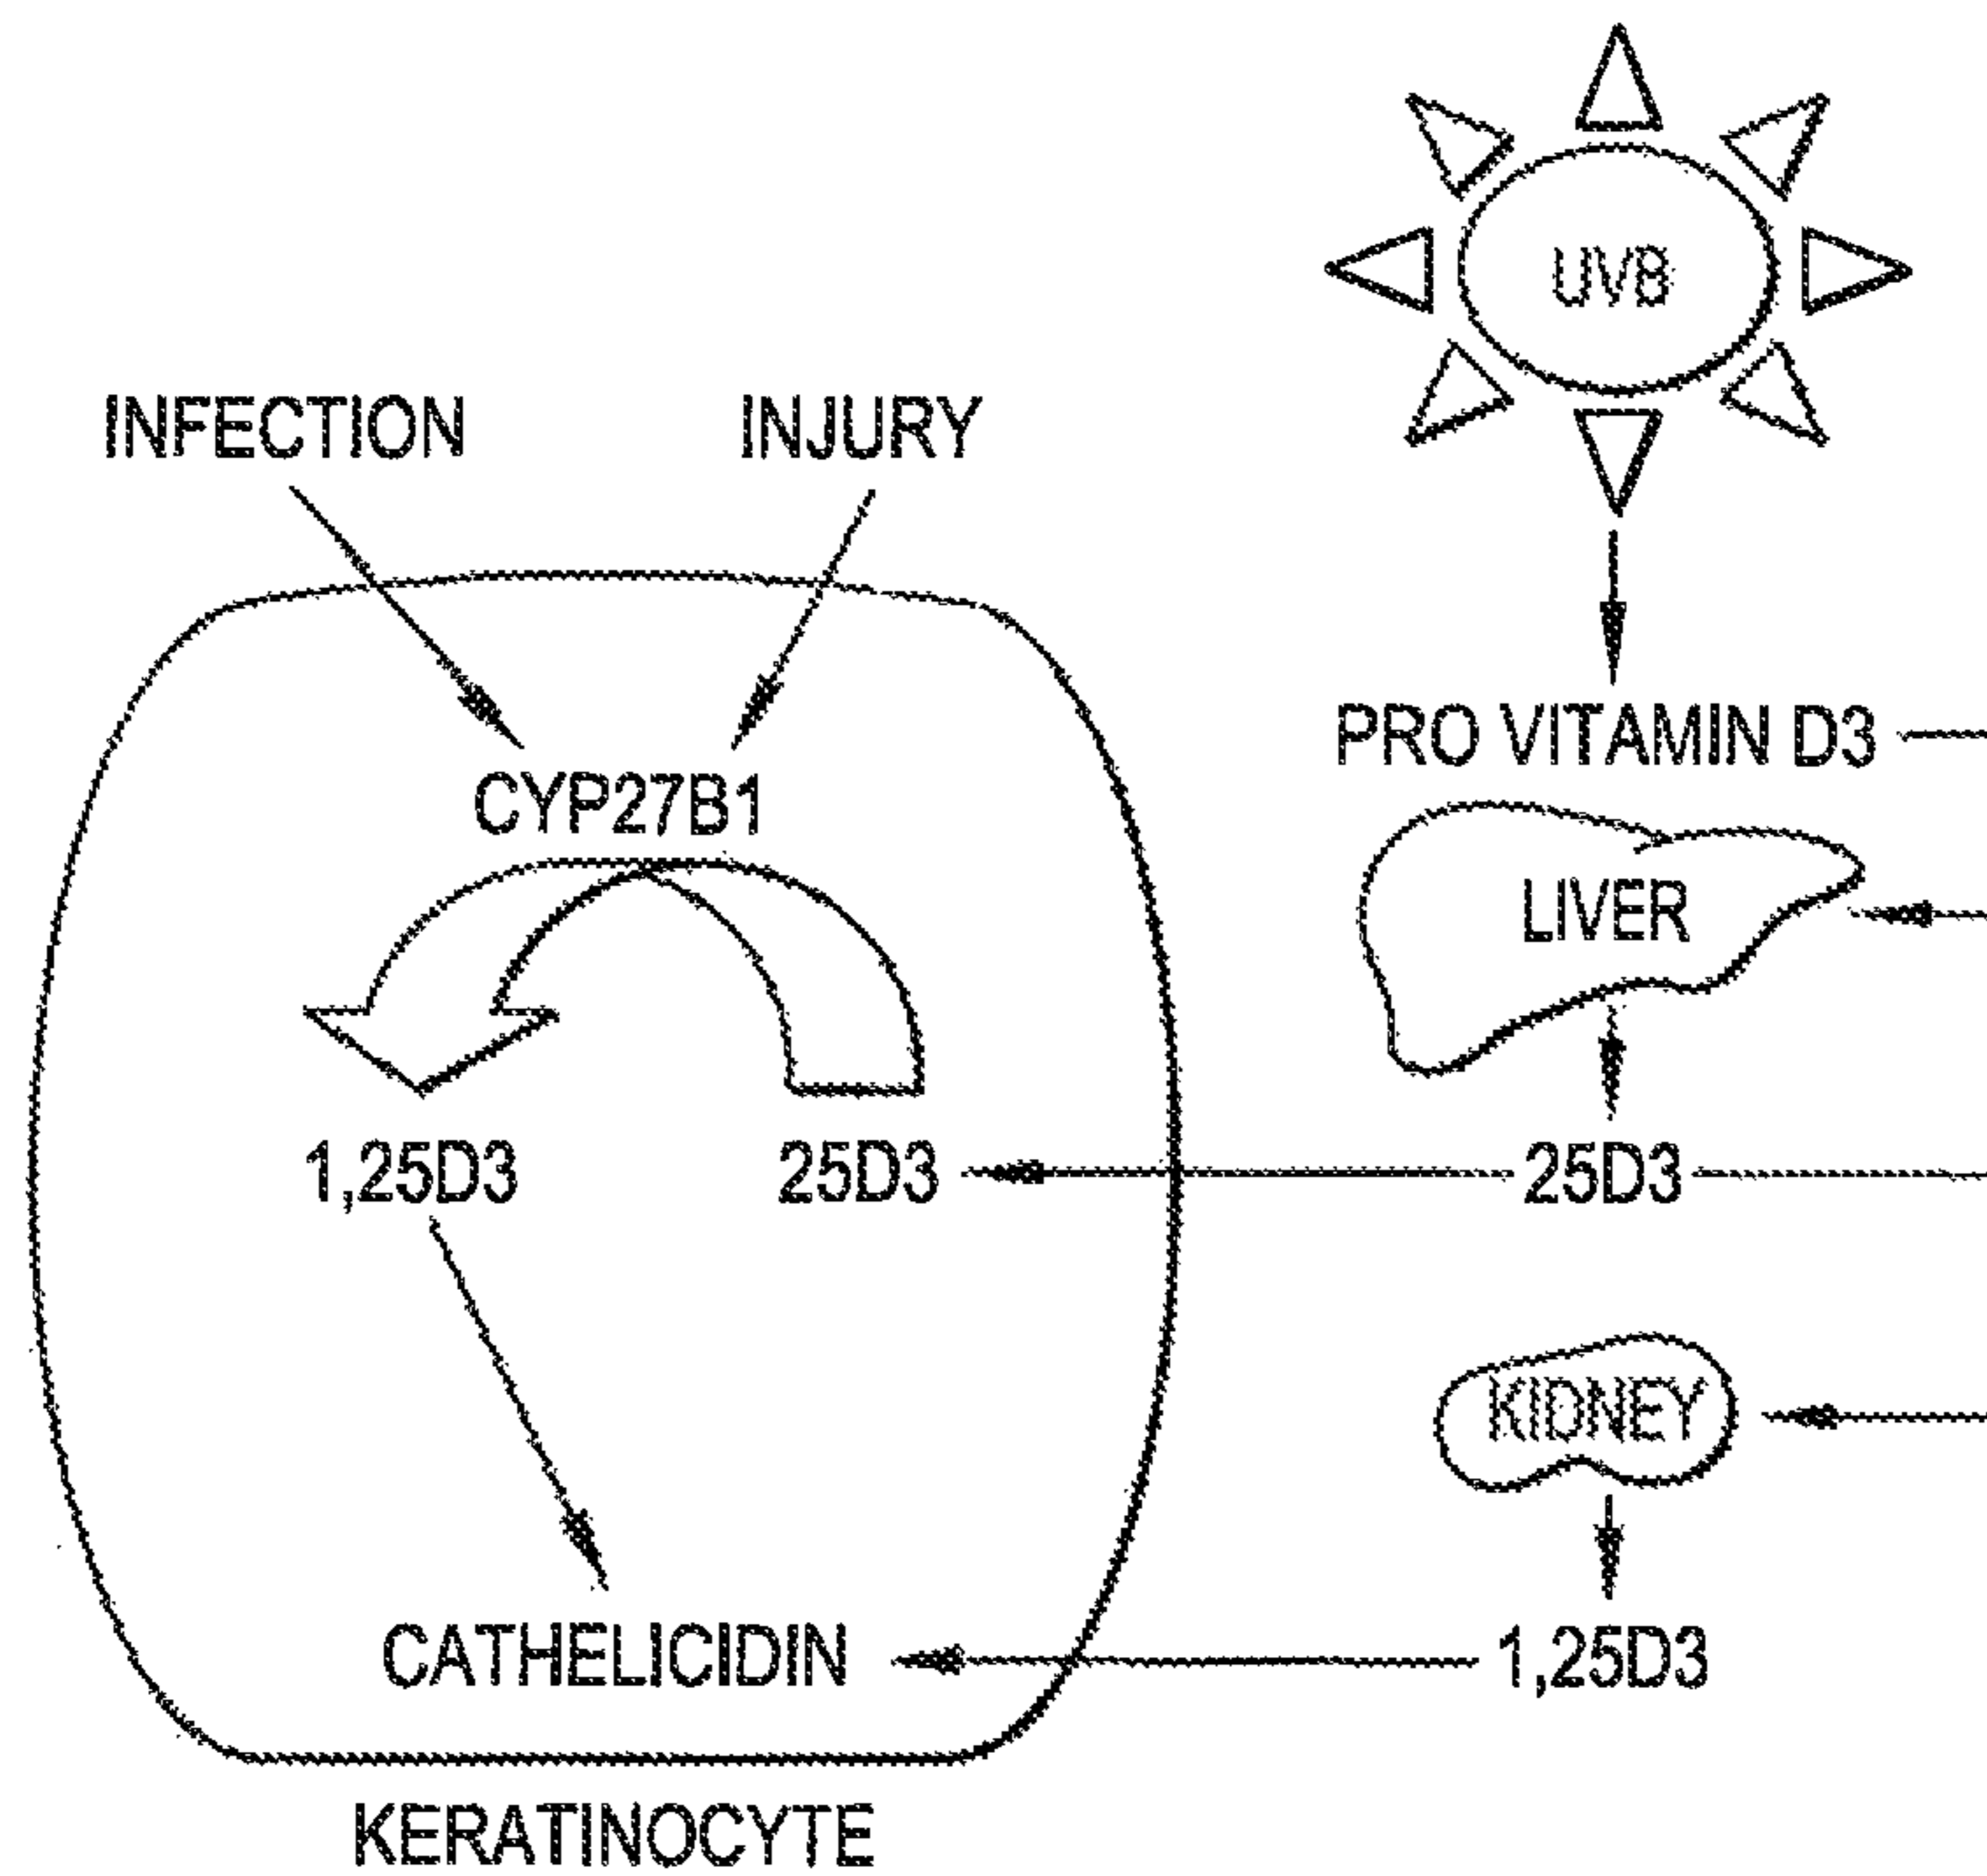 UVB
INFECTION
INJURY
PRO VITAMIN D3
CYP27B1
LIVER
1,25D3
25D3
25D3
KIDNEY
CATHELICIDIN
1,25D3
KERATINOCYTE